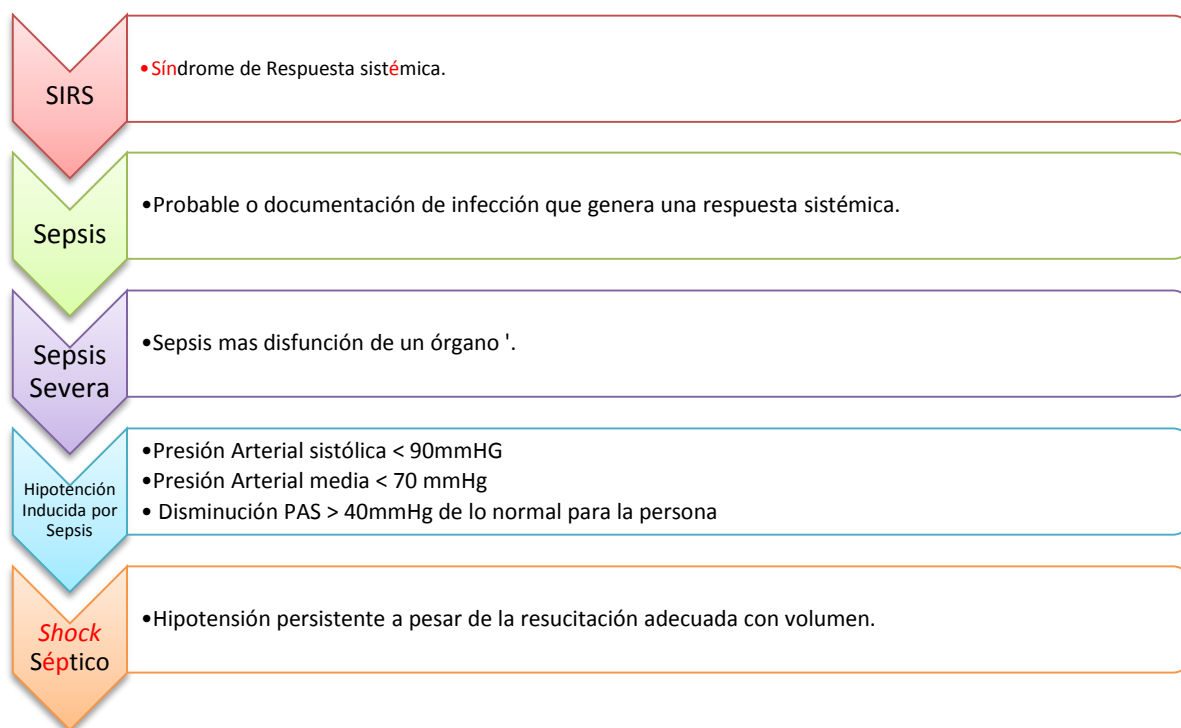 SIRS
•Síndrome de Respuesta sistémica.
Sepsis
•Probable o documentación de infección que genera una respuesta sistémica.
Sepsis
Severa
•Sepsis mas disfunción de un órgano '.
Hipotención
Inducida por
Sepsis
•Presión Arterial sistólica < 90mmHG
•Presión Arterial media < 70 mmHg
• Disminución PAS > 40mmHg de lo normal para la persona
Shock
Séptico
•Hipotensión persistente a pesar de la resucitación adecuada con volumen.